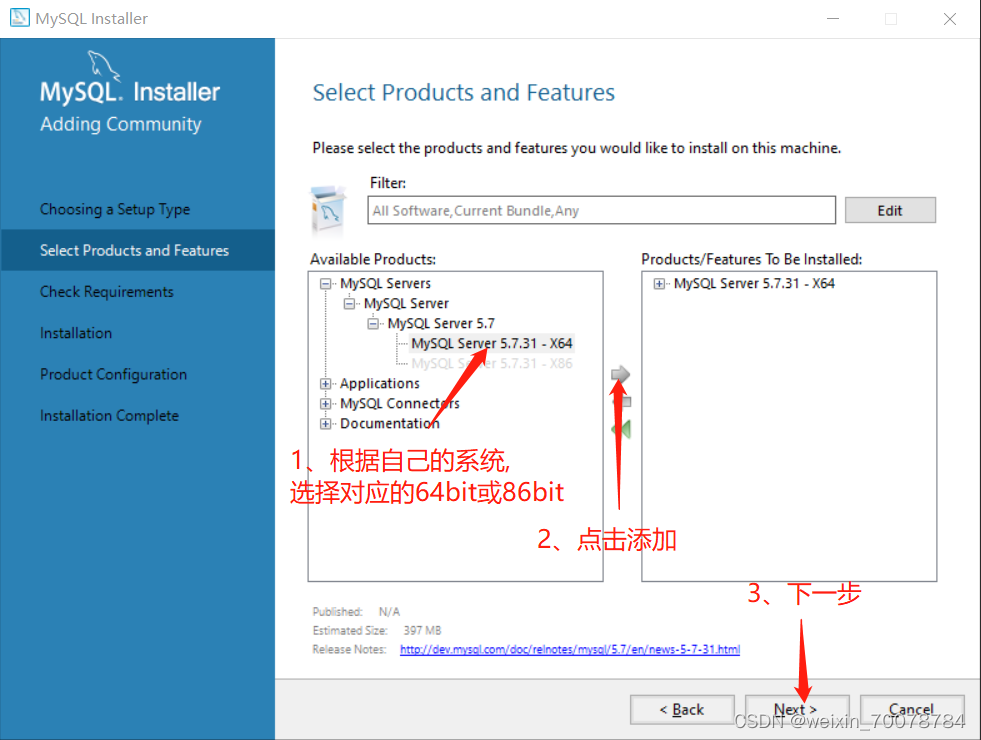 MySQL Installer
MySQL. Installer
Adding Community
Choosing a Setup Type
Select Products and Features
Check Requirements
Installation
Product Configuration
Installation Complete
Select Products and Features
Please select the products and features you would like to install on this machine.
Filter:
All Software,Current Bundle,Any
Edit
Available Products:
MySQL Servers
MySQL Server
MySQL Server 5.7
MySQL Server 5.7.31 - X64
MySQL Server 5.7.31 - X86
Applications
MySQL Connectors
Documentation
1、根据自己的系统,
选择对应的64bit或86bit
Products/Features To Be Installed:
MySQL Server 5.7.31 - X64
2、点击添加
3、下一步
Published: N/A
Estimated Size: 397 MB
Release Notes: http://dev.mysql.com/doc/relnotes/mysql/5.7/en/news-5-7-31.html
< Back
Next >
Cancel
CSDN @weixin_70078784